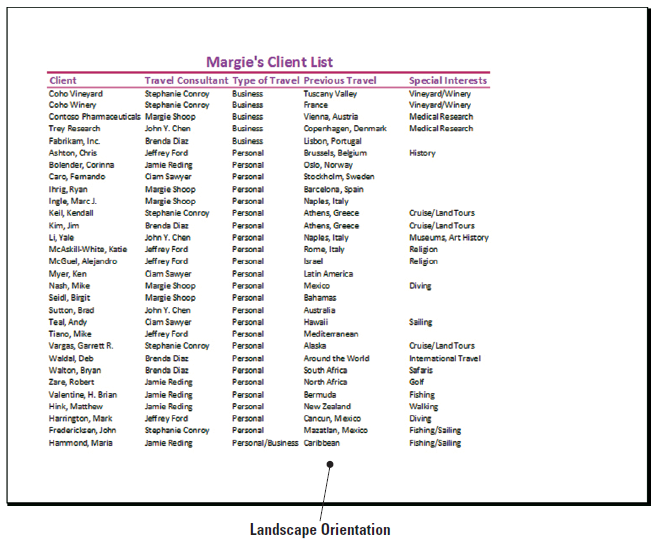 Margie's Client List
Client Travel Consultant Type of Travel Previous Travel Special Interests
Coho Vineyard Stephanie Conroy Business Tuscany Valley Vineyard/Winery
Coho Winery Stephanie Conroy Business France Vineyard/Winery
Contoso Pharmaceuticals Margie Shoop Business Vienna, Austria Medical Research
Trey Research John Y. Chen Business Copenhagen, Denmark Medical Research
Fabrikam, Inc. Brenda Diaz Business Lisbon, Portugal
Ashton, Chris Jeffrey Ford Personal Brussels, Belgium History
Bolender, Corinna Jamie Reding Personal Oslo, Norway
Caro, Fernando Ciam Sawyer Personal Stockholm, Sweden
Ihrig, Ryan Margie Shoop Personal Barcelona, Spain
Ingle, Marc J. Margie Shoop Personal Naples, Italy
Keil, Kendall Stephanie Conroy Personal Athens, Greece Cruise/Land Tours
Kim, Jim Brenda Diaz Personal Athens, Greece Cruise/Land Tours
Li, Yale John Y. Chen Personal Naples, Italy Museums, Art History
McAskill-White, Katie Jeffrey Ford Personal Rome, Italy Religion
McGuel, Alejandro Jeffrey Ford Personal Israel Religion
Myer, Ken Ciam Sawyer Personal Latin America
Nash, Mike Margie Shoop Personal Mexico Diving
Seidl, Birgit Margie Shoop Personal Bahamas
Sutton, Brad John Y. Chen Personal Australia
Teal, Andy Ciam Sawyer Personal Hawaii Sailing
Tiano, Mike Jeffrey Ford Personal Mediterranean
Vargas, Garrett R. Stephanie Conroy Personal Alaska Cruise/Land Tours
Waldal, Deb Brenda Diaz Personal Around the World International Travel
Walton, Bryan Brenda Diaz Personal South Africa Safaris
Zare, Robert Jamie Reding Personal North Africa Golf
Valentine, H. Brian Jamie Reding Personal Bermuda Fishing
Hink, Matthew Jamie Reding Personal New Zealand Walking
Harrington, Mark Jeffrey Ford Personal Cancun, Mexico Diving
Fredericksen, John Stephanie Conroy Personal Mazatlan, Mexico Fishing/Sailing
Hammond, Maria Jamie Reding Personal/Business Caribbean Fishing/Sailing
Landscape Orientation